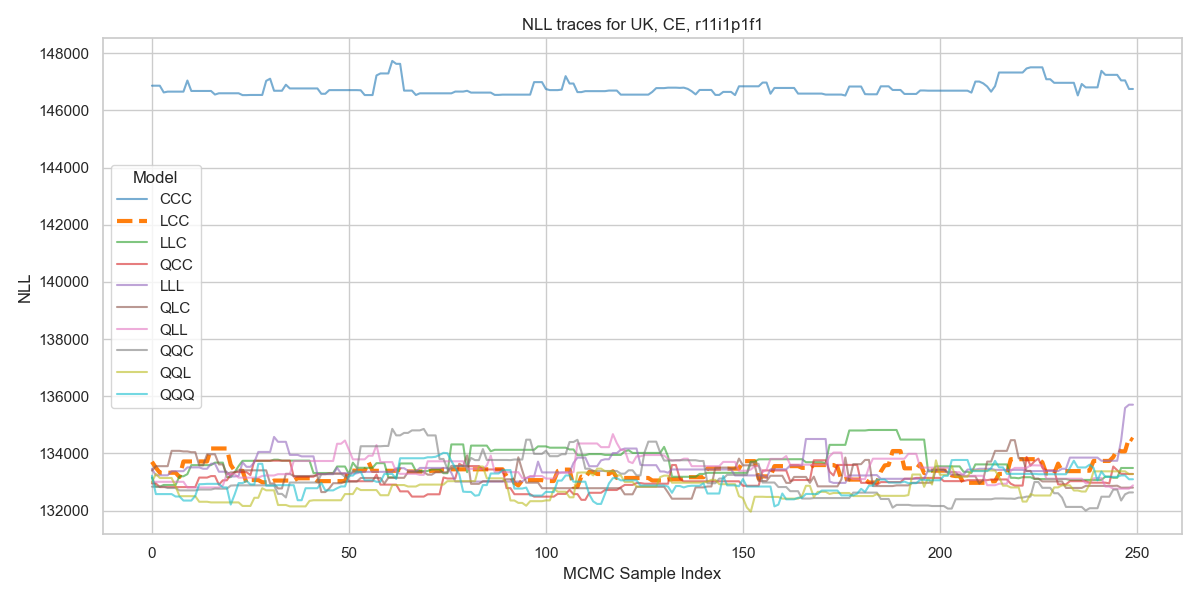 NLL traces for UK, CE, r11i1p1f1
148000
146000
144000
142000
140000
138000
136000
134000
132000
NLL
Model
CCC
LCC
LLC
QCC
LLL
QLC
QLL
QQC
QQL
QQQ
0
50
100
150
200
250
MCMC Sample Index